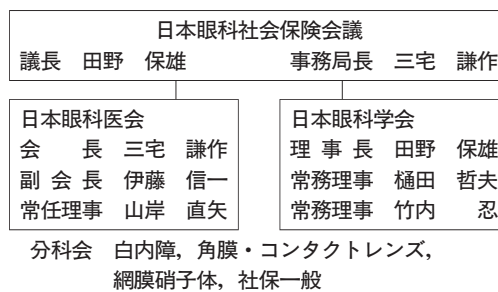 日本眼科社会保険会議
議長 田野 保雄 事務局長 三宅 謙作
日本眼科医会
会長 三宅 謙作
副会長 伊藤 信一
常任理事 山岸 直矢
日本眼科学会
理事長 田野 保雄
常務理事 樋田 哲夫
常務理事 竹内 忍
分科会 白内障，角膜・コンタクトレンズ，
網膜硝子体，社保一般